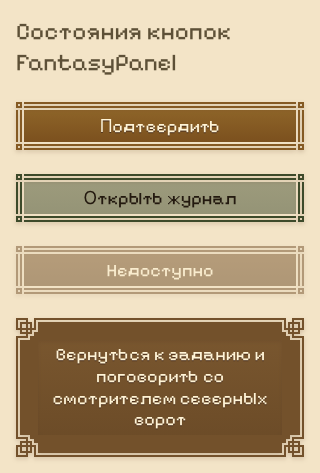 Состояния кнопок
FantasyPanel
Подтвердить
Открыть журнал
Недоступно
Вернуться к заданию и
поговорить со
смотрителем северных
ворот